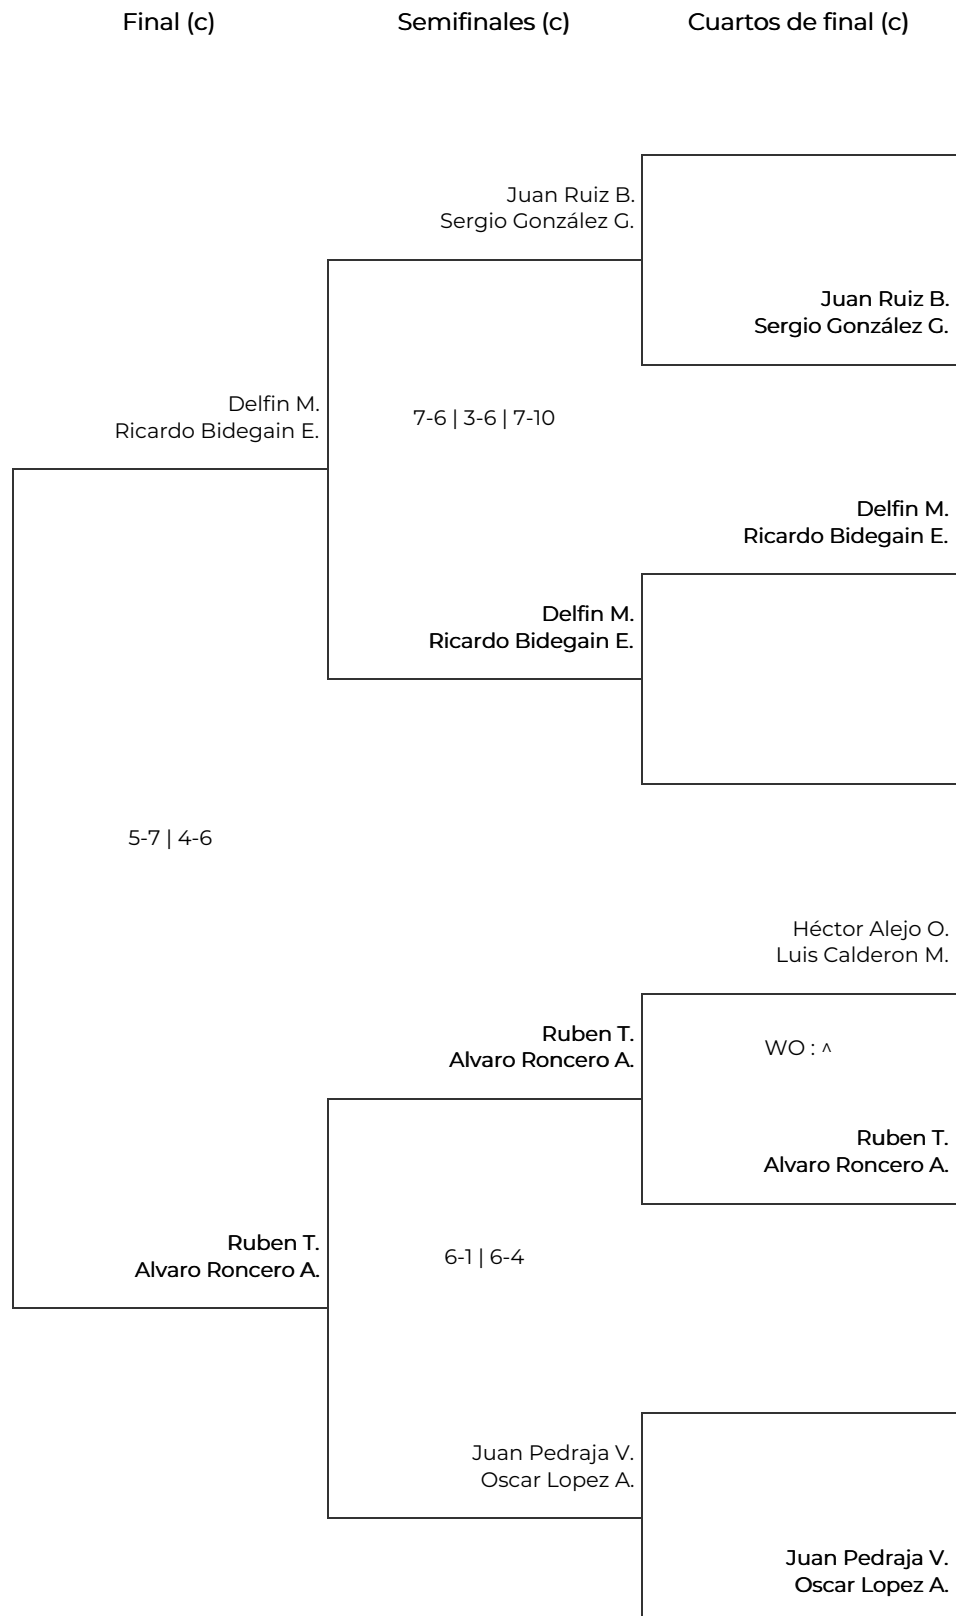 Final (c)
Semifinales (c)
Cuartos de final (c)
Juan Ruiz B.
Sergio González G.
Juan Ruiz B.
Sergio González G.
Delfin M.
Ricardo Bidegain E.
7-6 | 3-6 | 7-10
Delfin M.
Ricardo Bidegain E.
Delfin M.
Ricardo Bidegain E.
5-7 | 4-6
Héctor Alejo O.
Luis Calderon M.
Ruben T.
Alvaro Roncero A.
WO : ^
Ruben T.
Alvaro Roncero A.
Ruben T.
Alvaro Roncero A.
6-1 | 6-4
Juan Pedraja V.
Oscar Lopez A.
Juan Pedraja V.
Oscar Lopez A.